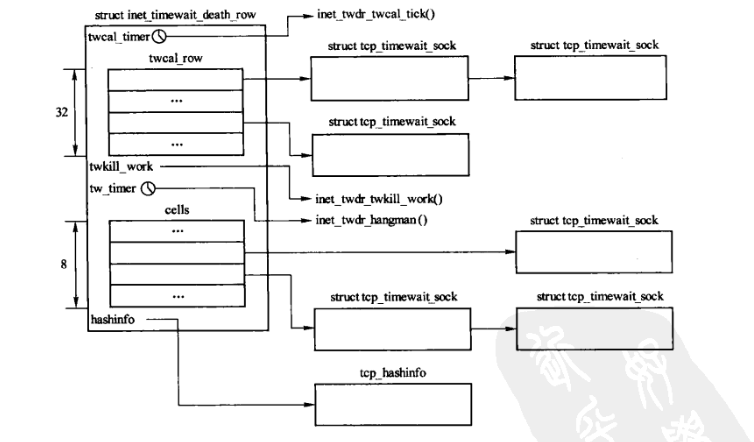 struct inet_timewait_death_row
twcal_timer
inet_twdr_twcal_tick()
twcal_row
struct tcp_timewait_sock
struct tcp_timewait_sock
...
32
struct tcp_timewait_sock
...
twkill_work
inet_twdr_twkill_work()
tw_timer
inet_twdr_hangman()
cells
...
struct tcp_timewait_sock
8
...
struct tcp_timewait_sock
struct tcp_timewait_sock
hashinfo
tcp_hashinfo